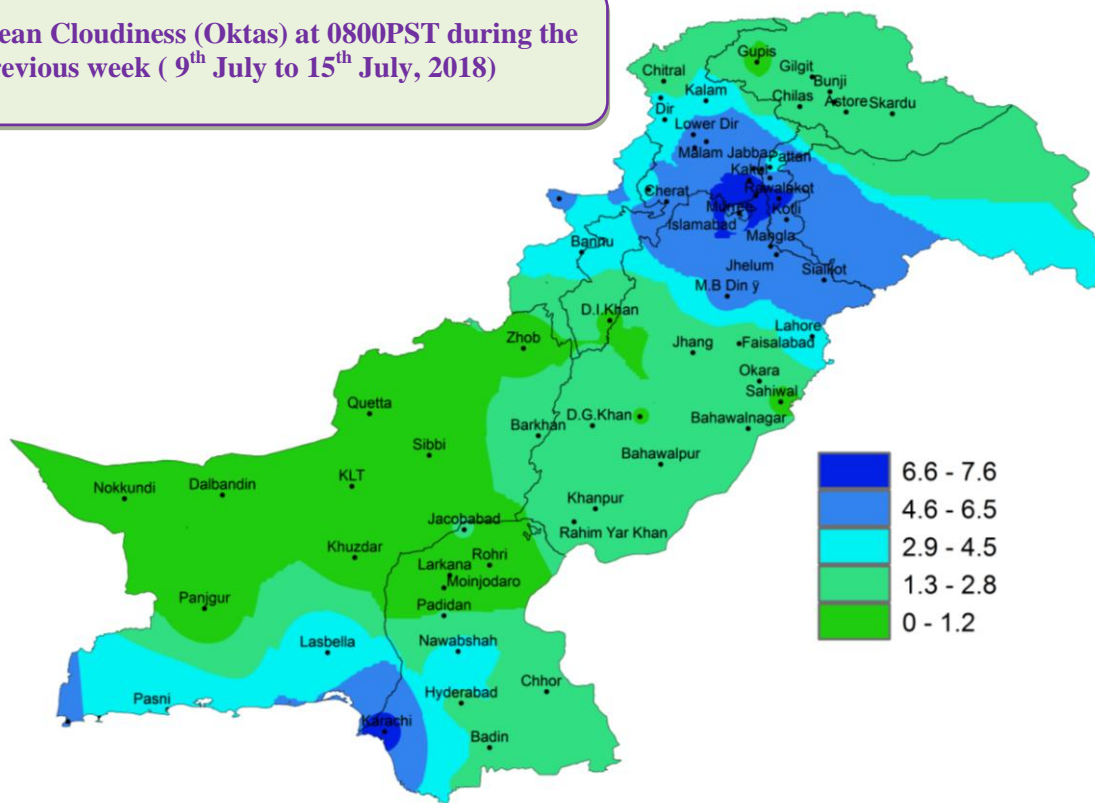 ean Cloudiness (Oktas) at 0800PST during the
revious week ( 9th July to 15th July, 2018)
Gupis
Gilgit
Chitral
Bunji
Kalam
Chilas
Astore
Skardu
Dir
Lower Dir
Malam Jabba
Pattan
Kakul
Cherat
Rawalakot
Murree
Kotli
Islamabad
Mangla
Bannu
Jhelum
Sialkot
M.B Din ÿ
D.I.Khan
Lahore
Zhob
Jhang
Faisalabad
Okara
Sahiwal
Quetta
D.G.Khan
Bahawalnagar
Barkhan
Sibbi
Bahawalpur
KLT
Nokkundi
Dalbandin
Khanpur
Jacobabad
Rahim Yar Khan
Khuzdar
Rohri
Larkana
Moinjodaro
Panjgur
Padidan
Lasbella
Nawabshah
Chhor
Pasni
Hyderabad
Karachi
Badin
6.6 - 7.6
4.6 - 6.5
2.9 - 4.5
1.3 - 2.8
0 - 1.2